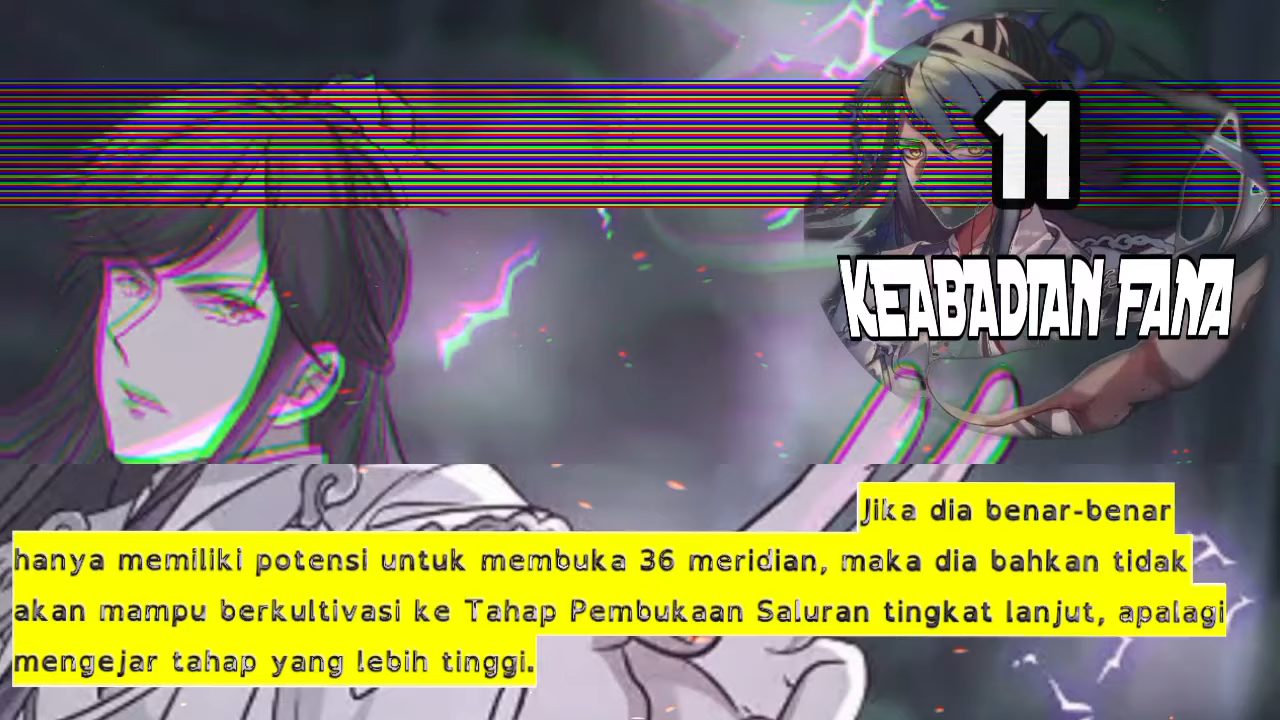 11
KEABADIAN FANA
Jika dia benar-benar
hanya memiliki potensi untuk membuka 36 meridian, maka dia bahkan tidak
akan mampu berkultivasi ke Tahap Pembukaan Saluran tingkat lanjut, apalagi
mengejar tahap yang lebih tinggi.